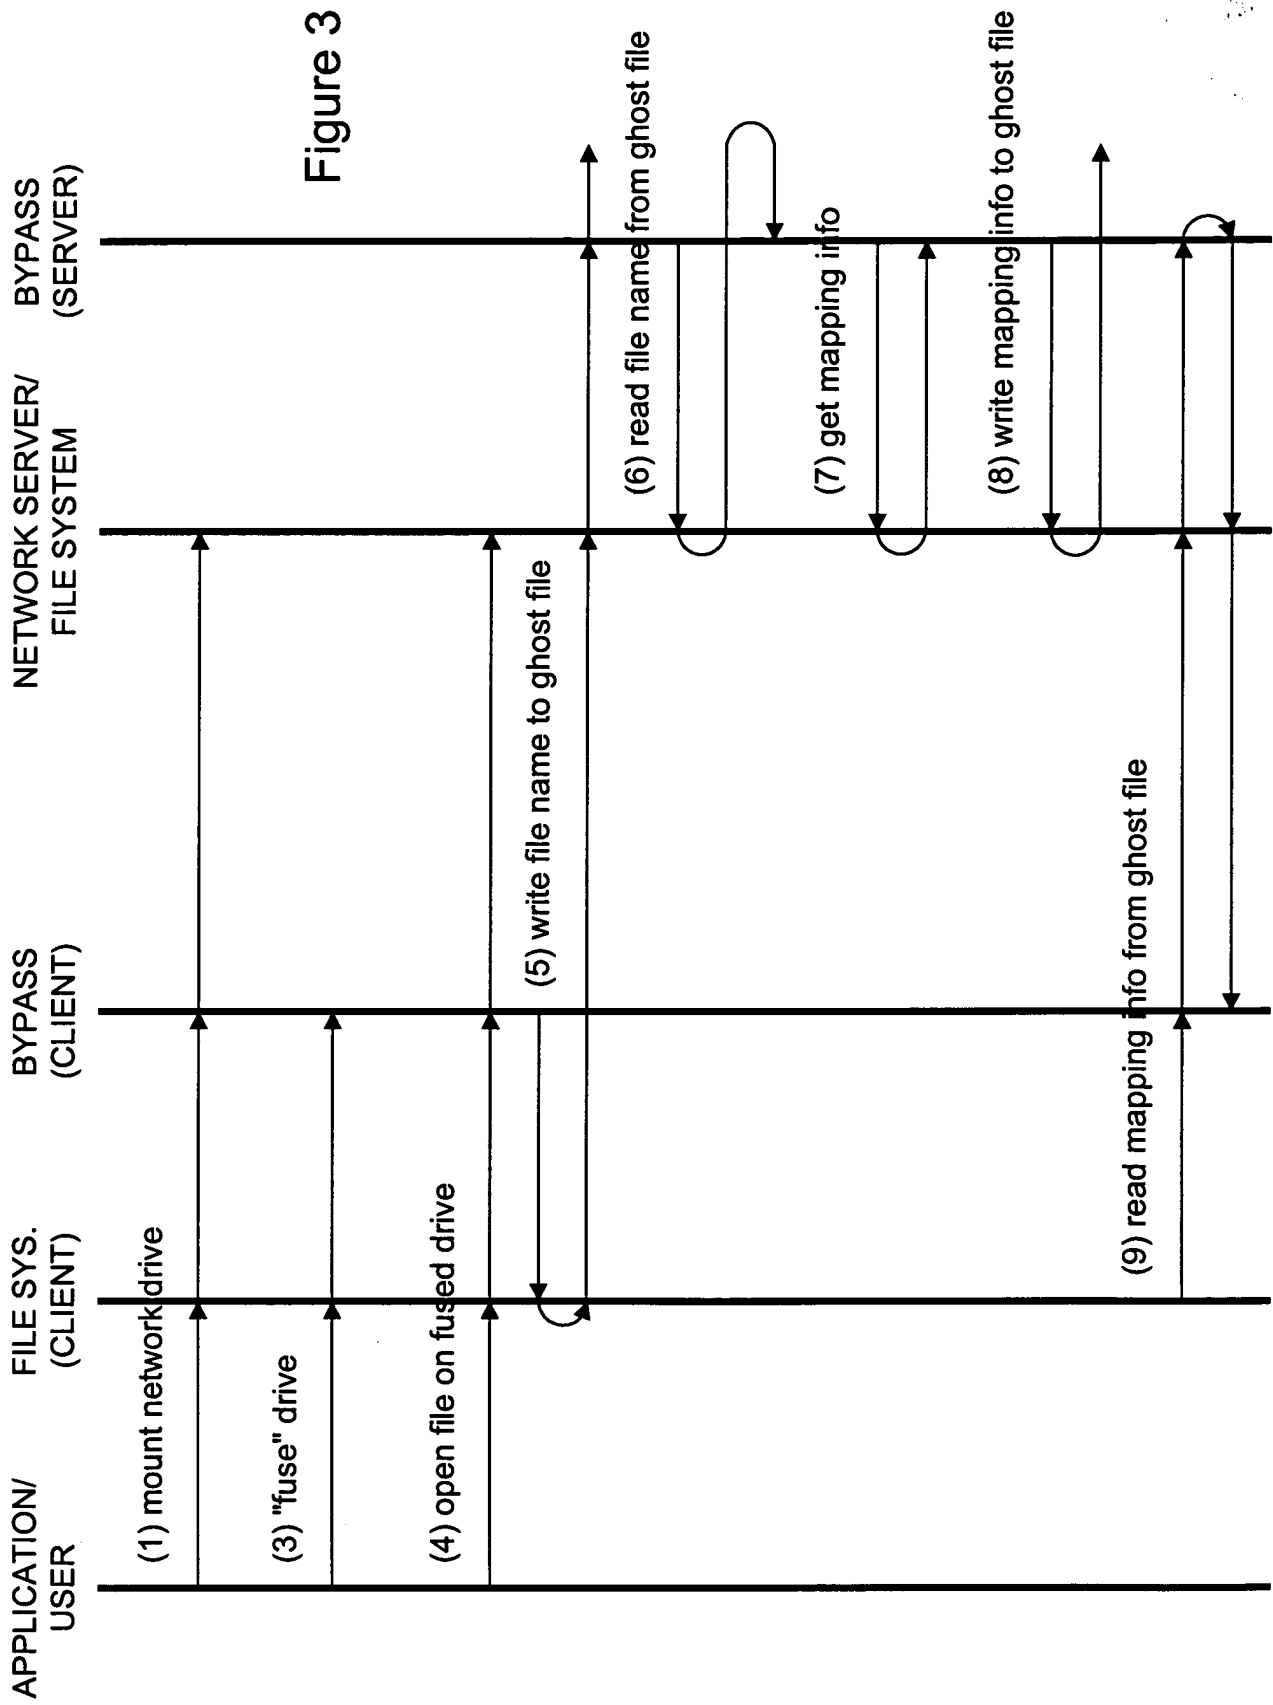 APPLICATION/
USER
FILE SYS.
(CLIENT)
BYPASS
(CLIENT)
NETWORK SERVER/
FILE SYSTEM
BYPASS
(SERVER)
(1) mount network drive
(3) "fuse" drive
(4) open file on fused drive
(5) write file name to ghost file
(6) read file name from ghost file
(7) get mapping info
(8) write mapping info to ghost file
(9) read mapping info from ghost file
Figure 3